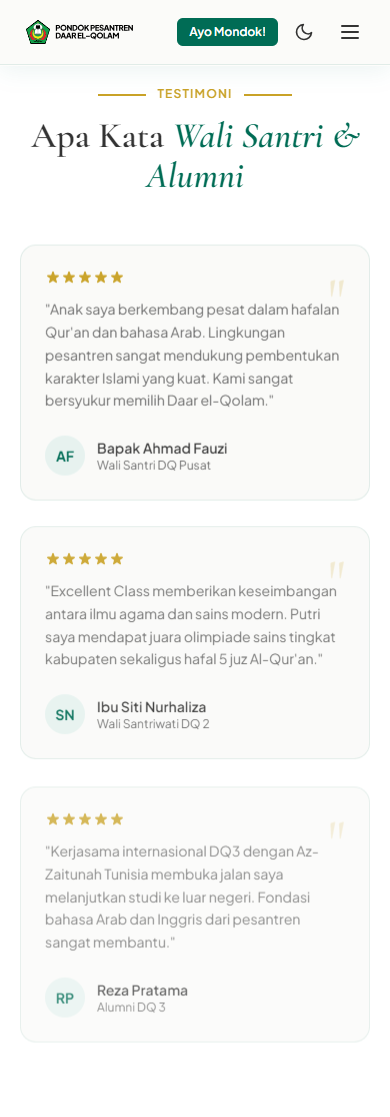 PONDOK PESANTREN
DAAR EL-QOLAM
Ayo Mondok!
TESTIMONI
Apa Kata Wali Santri &
Alumni
"Anak saya berkembang pesat dalam hafalan
Qur'an dan bahasa Arab. Lingkungan
pesantren sangat mendukung pembentukan
karakter Islami yang kuat. Kami sangat
bersyukur memilih Daar el-Qolam."
AF
Bapak Ahmad Fauzi
Wali Santri DQ Pusat
"Excellent Class memberikan keseimbangan
antara ilmu agama dan sains modern. Putri
saya mendapat juara olimpiade sains tingkat
kabupaten sekaligus hafal 5 juz Al-Qur'an."
SN
Ibu Siti Nurhaliza
Wali Santriwati DQ 2
"Kerjasama internasional DQ3 dengan Az-
Zaitunah Tunisia membuka jalan saya
melanjutkan studi ke luar negeri. Fondasi
bahasa Arab dan Inggris dari pesantren
sangat membantu."
RP
Reza Pratama
Alumni DQ 3